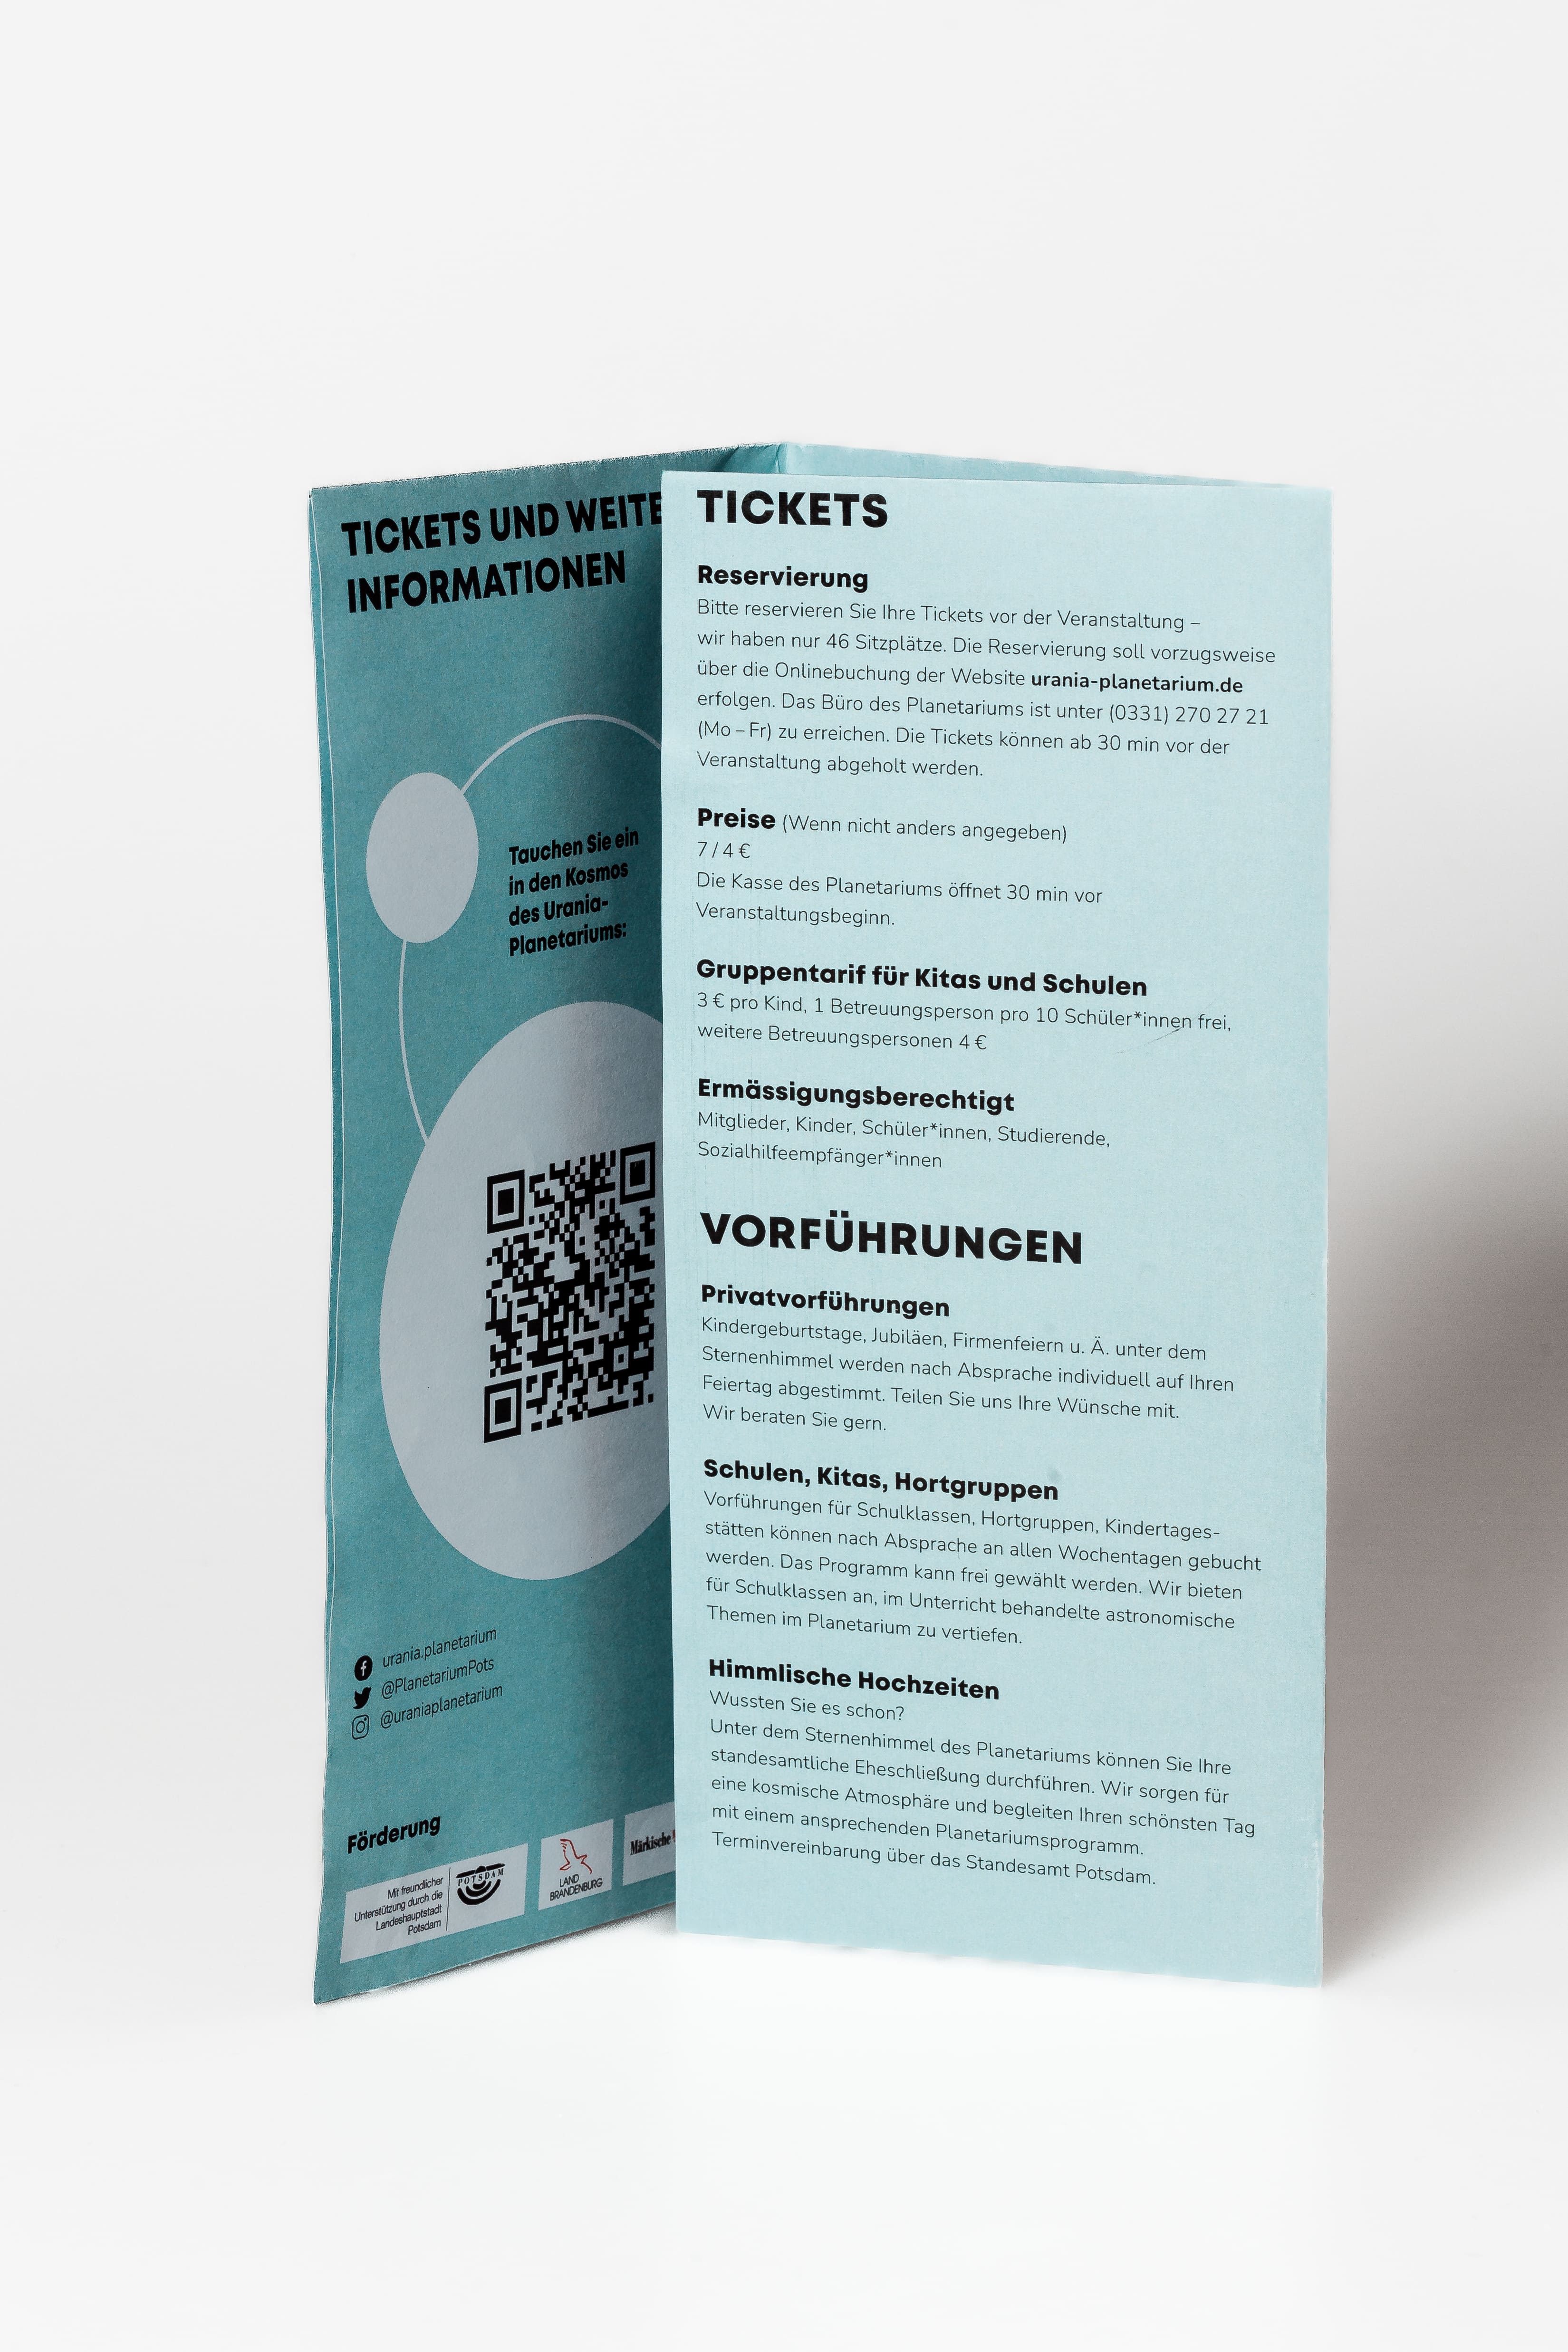 TICKETS UND WEITE
INFORMATIONEN
Tauchen Sie ein
in den Kosmos
des Urania-
Planetariums:
urania.planetarium
@PlanetariumPots
@uraniaplanetarium
Förderung
Mit freundlicher
Unterstützung durch die
Landeshauptstadt
Potsdam
POTSDAM
LAND
BRANDENBURG
Märkische
TICKETS
Reservierung
Bitte reservieren Sie Ihre Tickets vor der Veranstaltung –
wir haben nur 46 Sitzplätze. Die Reservierung soll vorzugsweise
über die Onlinebuchung der Website urania-planetarium.de
erfolgen. Das Büro des Planetariums ist unter (0331) 270 27 21
(Mo – Fr) zu erreichen. Die Tickets können ab 30 min vor der
Veranstaltung abgeholt werden.
Preise (Wenn nicht anders angegeben)
7 / 4 €
Die Kasse des Planetariums öffnet 30 min vor
Veranstaltungsbeginn.
Gruppentarif für Kitas und Schulen
3 € pro Kind, 1 Betreuungsperson pro 10 Schüler*innen frei,
weitere Betreuungspersonen 4 €
Ermässigungsberechtigt
Mitglieder, Kinder, Schüler*innen, Studierende,
Sozialhilfeempfänger*innen
VORFÜHRUNGEN
Privatvorführungen
Kindergeburtstage, Jubiläen, Firmenfeiern u. Ä. unter dem
Sternenhimmel werden nach Absprache individuell auf Ihren
Feiertag abgestimmt. Teilen Sie uns Ihre Wünsche mit.
Wir beraten Sie gern.
Schulen, Kitas, Hortgruppen
Vorführungen für Schulklassen, Hortgruppen, Kindertages-
stätten können nach Absprache an allen Wochentagen gebucht
werden. Das Programm kann frei gewählt werden. Wir bieten
für Schulklassen an, im Unterricht behandelte astronomische
Themen im Planetarium zu vertiefen.
Himmlische Hochzeiten
Wussten Sie es schon?
Unter dem Sternenhimmel des Planetariums können Sie Ihre
standesamtliche Eheschließung durchführen. Wir sorgen für
eine kosmische Atmosphäre und begleiten Ihren schönsten Tag
mit einem ansprechenden Planetariumsprogramm.
Terminvereinbarung über das Standesamt Potsdam.